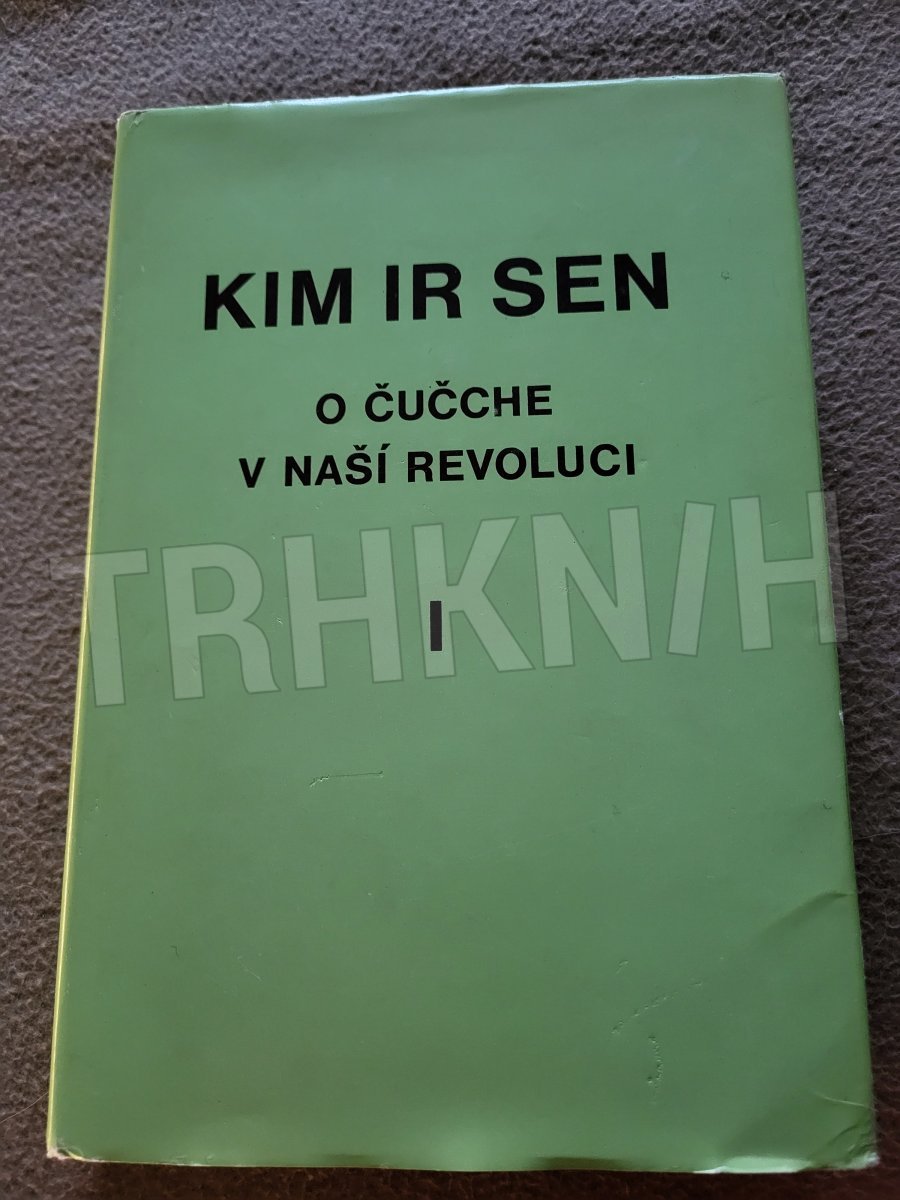 KIM IR SEN
O ČUČCHE
V NAŠÍ REVOLUCI
TRHKNIH
I